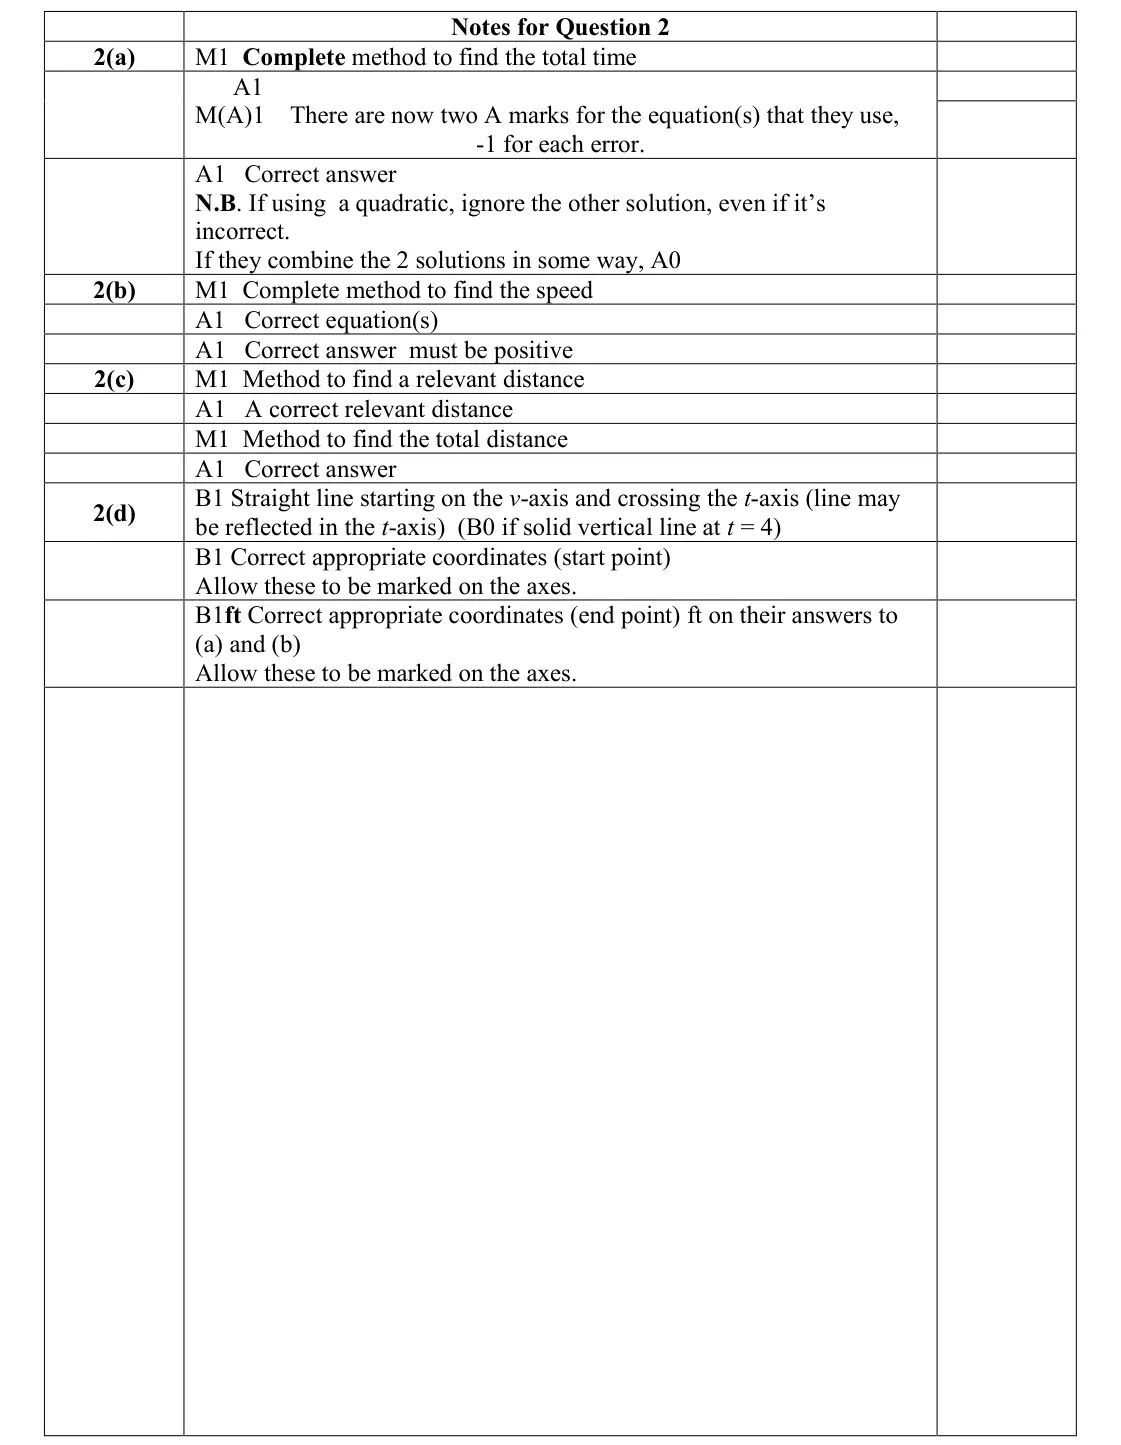 Notes for Question 2
2(a) M1 Complete method to find the total time
A1
M(A)1 There are now two A marks for the equation(s) that they use,
-1 for each error.
A1 Correct answer
N.B. If using a quadratic, ignore the other solution, even if it’s
incorrect.
If they combine the 2 solutions in some way, A0
2(b) M1 Complete method to find the speed
A1 Correct equation(s)
A1 Correct answer must be positive
2(c) M1 Method to find a relevant distance
A1 A correct relevant distance
M1 Method to find the total distance
A1 Correct answer
2(d) B1 Straight line starting on the v-axis and crossing the t-axis (line may
be reflected in the t-axis) (B0 if solid vertical line at t = 4)
B1 Correct appropriate coordinates (start point)
Allow these to be marked on the axes.
B1ft Correct appropriate coordinates (end point) ft on their answers to
(a) and (b)
Allow these to be marked on the axes.